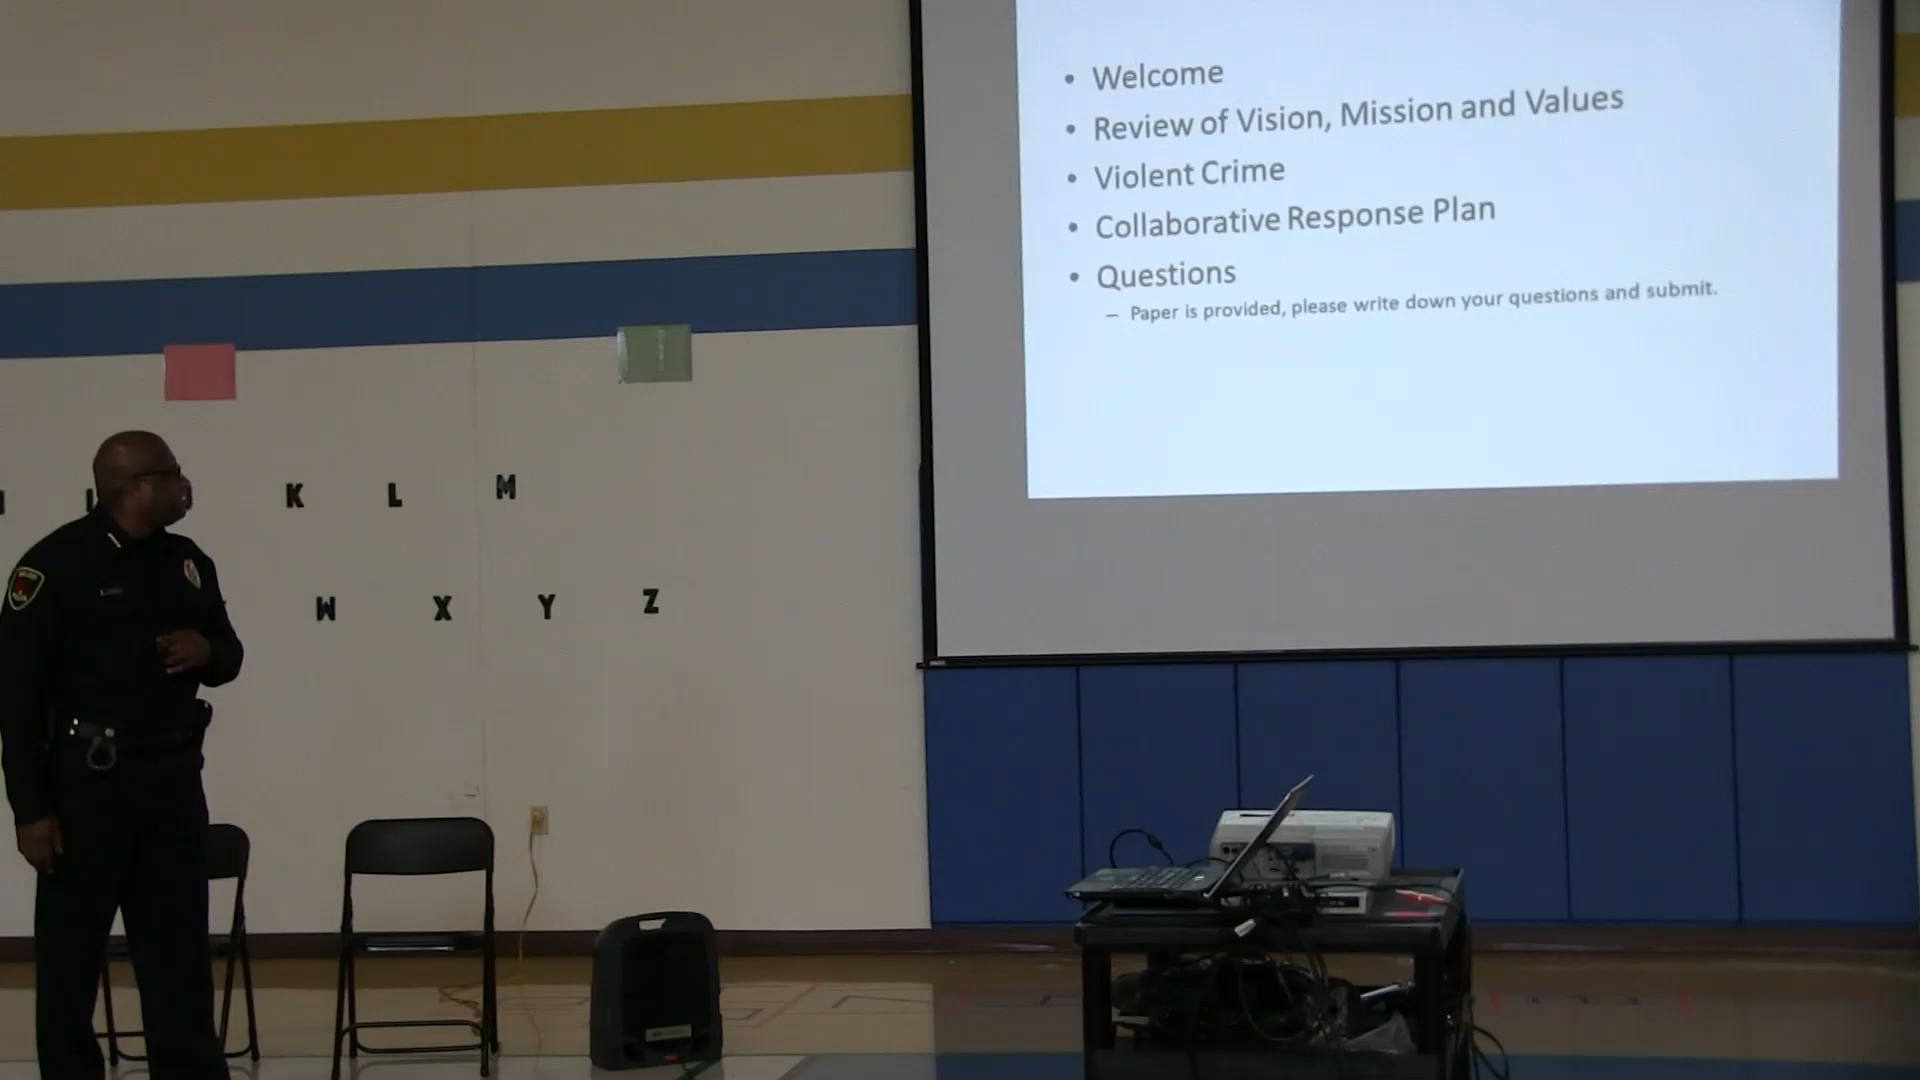 • Welcome
• Review of Vision, Mission and Values
• Violent Crime
• Collaborative Response Plan
• Questions
– Paper is provided, please write down your questions and submit.
K L M
W X Y Z